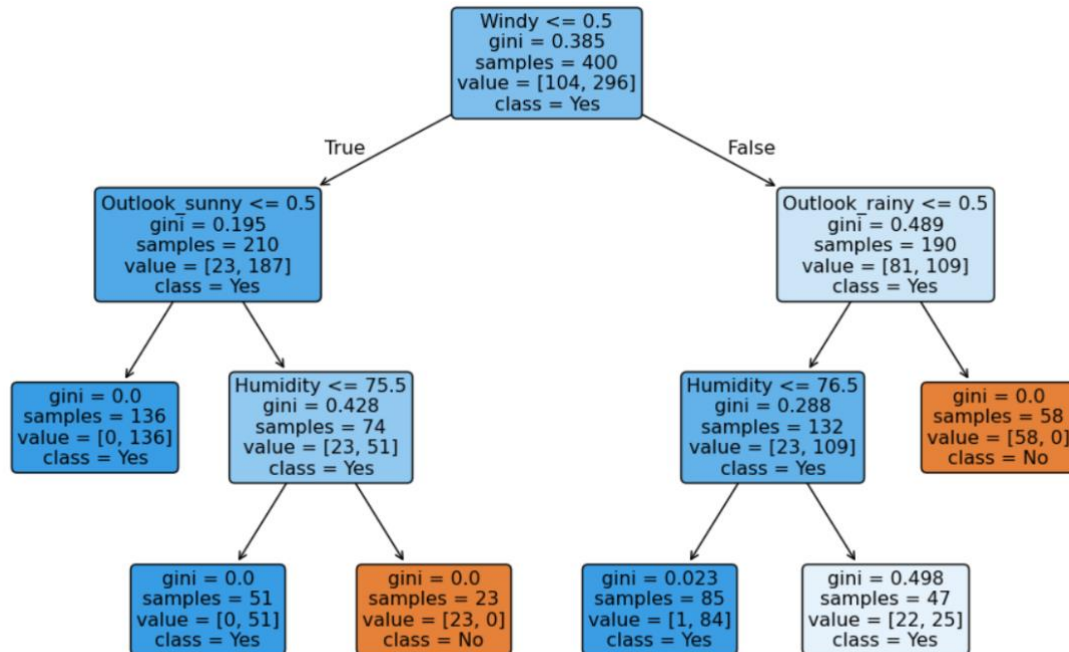 Windy <= 0.5
gini = 0.385
samples = 400
value = [104, 296]
class = Yes
True
False
Outlook_sunny <= 0.5
gini = 0.195
samples = 210
value = [23, 187]
class = Yes
Outlook_rainy <= 0.5
gini = 0.489
samples = 190
value = [81, 109]
class = Yes
gini = 0.0
samples = 136
value = [0, 136]
class = Yes
Humidity <= 75.5
gini = 0.428
samples = 74
value = [23, 51]
class = Yes
Humidity <= 76.5
gini = 0.288
samples = 132
value = [23, 109]
class = Yes
gini = 0.0
samples = 58
value = [58, 0]
class = No
gini = 0.0
samples = 51
value = [0, 51]
class = Yes
gini = 0.0
samples = 23
value = [23, 0]
class = No
gini = 0.023
samples = 85
value = [1, 84]
class = Yes
gini = 0.498
samples = 47
value = [22, 25]
class = Yes